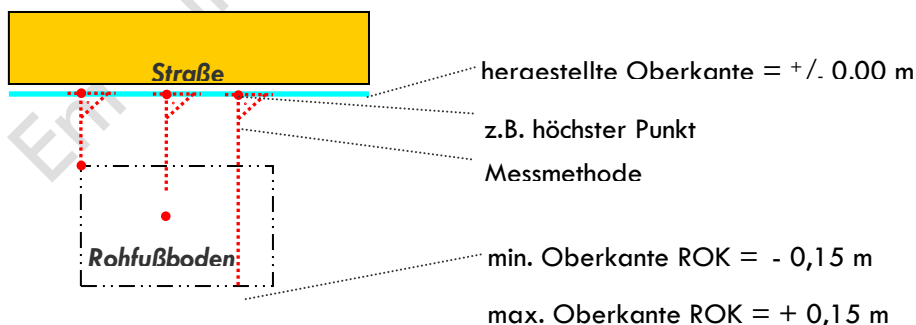 Straße
hergestellte Oberkante = +/- 0,00 m
z.B. höchster Punkt
Messmethode
Rohfußboden
min. Oberkante ROK = - 0,15 m
max. Oberkante ROK = + 0,15 m